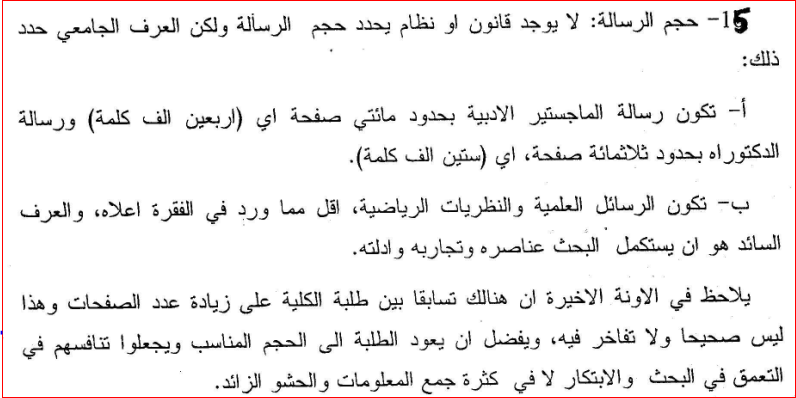 15- حجم الرسالة: لا يوجد قانون او نظام يحدد حجم الرسالة ولكن العرف الجامعي حدد
ذلك:
أ- تكون رسالة الماجستير الادبية بحدود مائتي صفحة اي (اربعين الف كلمة) ورسالة
الدكتوراه بحدود ثلاثمائة صفحة، اي (ستين الف كلمة).
ب- تكون الرسائل العلمية والنظريات الرياضية، اقل مما ورد في الفقرة اعلاه، والعرف
السائد هو ان يستكمل البحث عناصره وتجاربه وادلته.
يلاحظ في الاونة الاخيرة ان هنالك تسابقا بين طلبة الكلية على زيادة عدد الصفحات وهذا
ليس صحيحا ولا تفاخر فيه، ويفضل ان يعود الطلبة الى الحجم المناسب ويجعلوا تنافسهم في
التعمق في البحث والابتكار لا في كثرة جمع المعلومات والحشو الزائد.